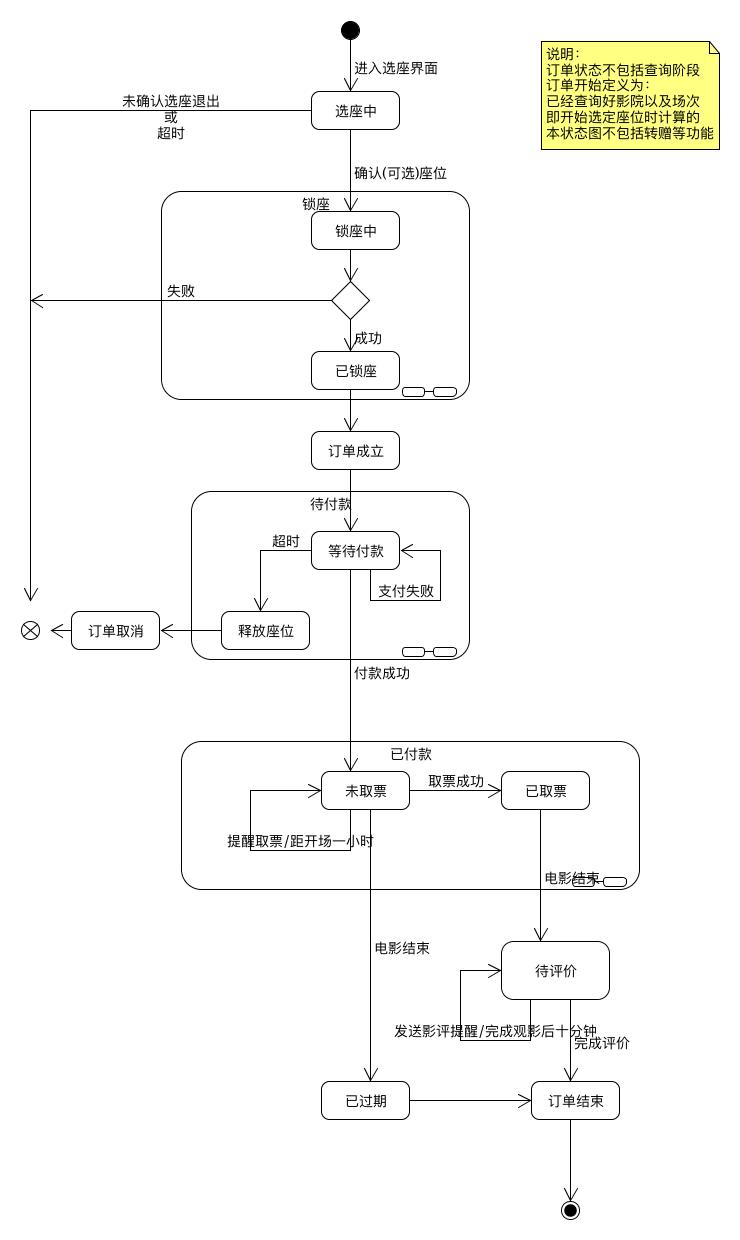 进入选座界面
说明：
订单状态不包括查询阶段
订单开始定义为：
已经查询好影院以及场次
即开始选定座位时计算的
本状态图不包括转赠等功能
未确认选座退出
或
超时
选座中
确认(可选)座位
锁座
锁座中
失败
成功
已锁座
订单成立
待付款
超时
等待付款
支付失败
订单取消
释放座位
付款成功
已付款
未取票
取票成功
已取票
提醒取票/距开场一小时
电影结束
电影结束
待评价
发送影评提醒/完成观影后十分钟
完成评价
已过期
订单结束